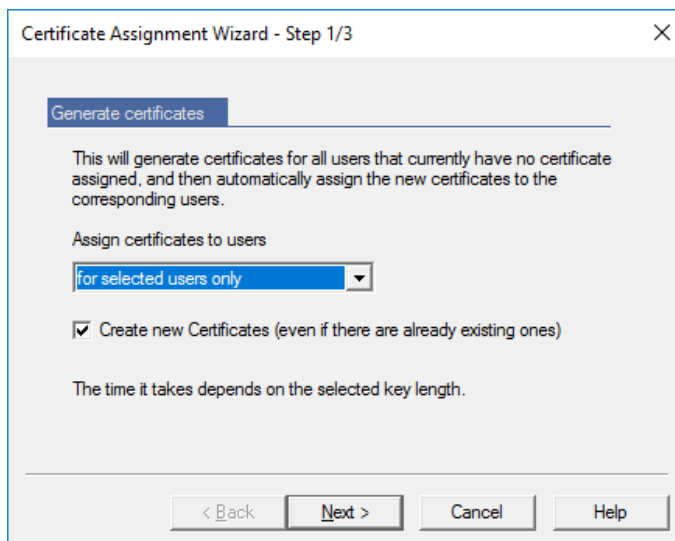 Certificate Assignment Wizard - Step 1/3
Generate certificates
This will generate certificates for all users that currently have no certificate
assigned, and then automatically assign the new certificates to the
corresponding users.
Assign certificates to users
for selected users only
Create new Certificates (even if there are already existing ones)
The time it takes depends on the selected key length.
< Back
Next >
Cancel
Help